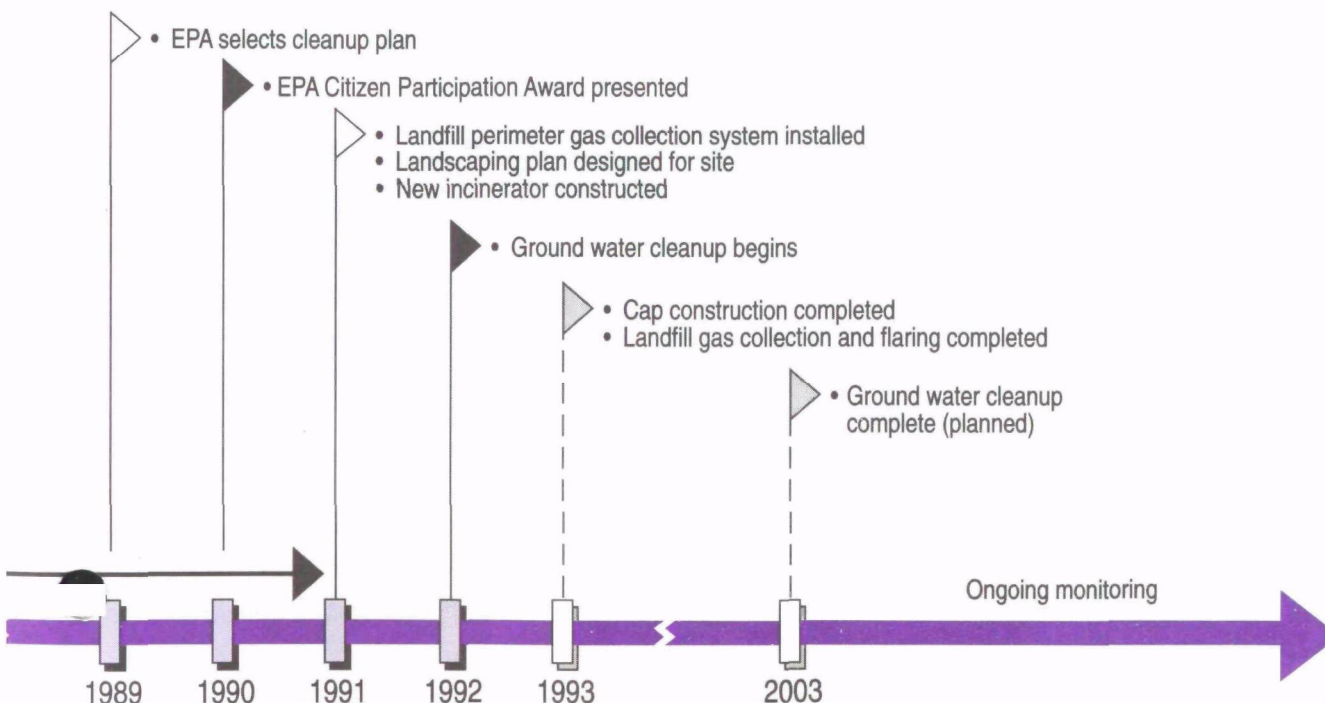 • EPA selects cleanup plan
• EPA Citizen Participation Award presented
• Landfill perimeter gas collection system installed
• Landscaping plan designed for site
• New incinerator constructed
• Ground water cleanup begins
• Cap construction completed
• Landfill gas collection and flaring completed
• Ground water cleanup
complete (planned)
Ongoing monitoring
1989 1990 1991 1992 1993 2003